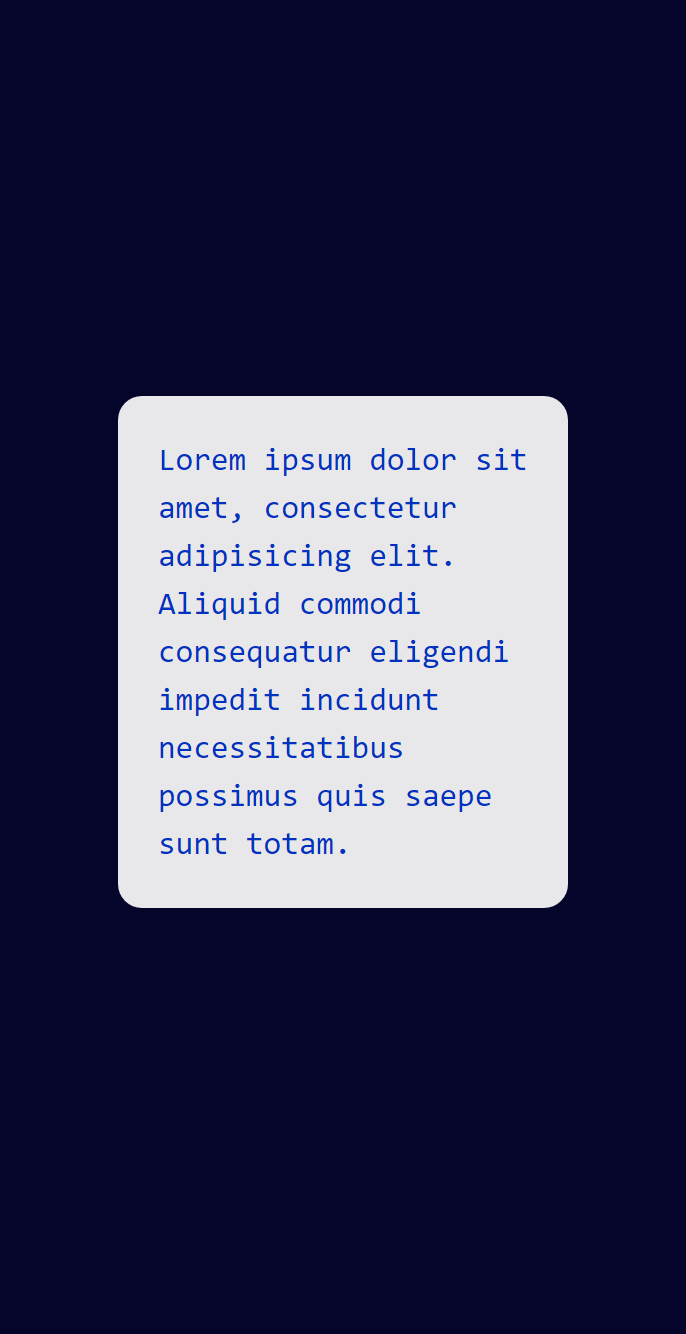 Lorem ipsum dolor sit
amet, consectetur
adipisicing elit.
Aliquid commodi
consequatur eligendi
impedit incidunt
necessitatibus
possimus quis saepe
sunt totam.